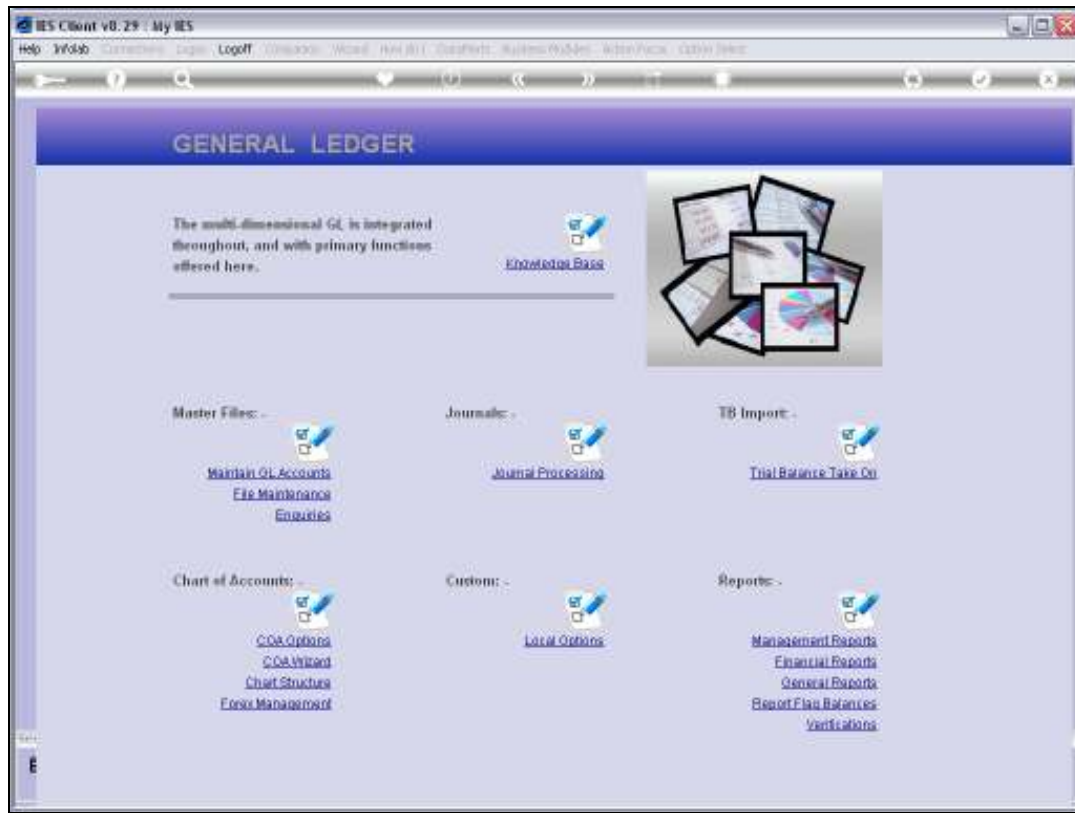 IES Client v8.29 : My IES
Help Infolab Logoff
GENERAL LEDGER
The multi-dimensional GL is integrated
throughout, and with primary functions
offered here.
Knowledge Base
Master Files: -
Journals: -
TB Import: -
Maintain GL Accounts
Journal Processing
Trial Balance Take On
File Maintenance
Enquiries
Chart of Accounts: -
Custom: -
Reports: -
COA Options
Local Options
Management Reports
COA Wizard
Financial Reports
Chart Structure
General Reports
Forex Management
Report Flag Balances
Verifications